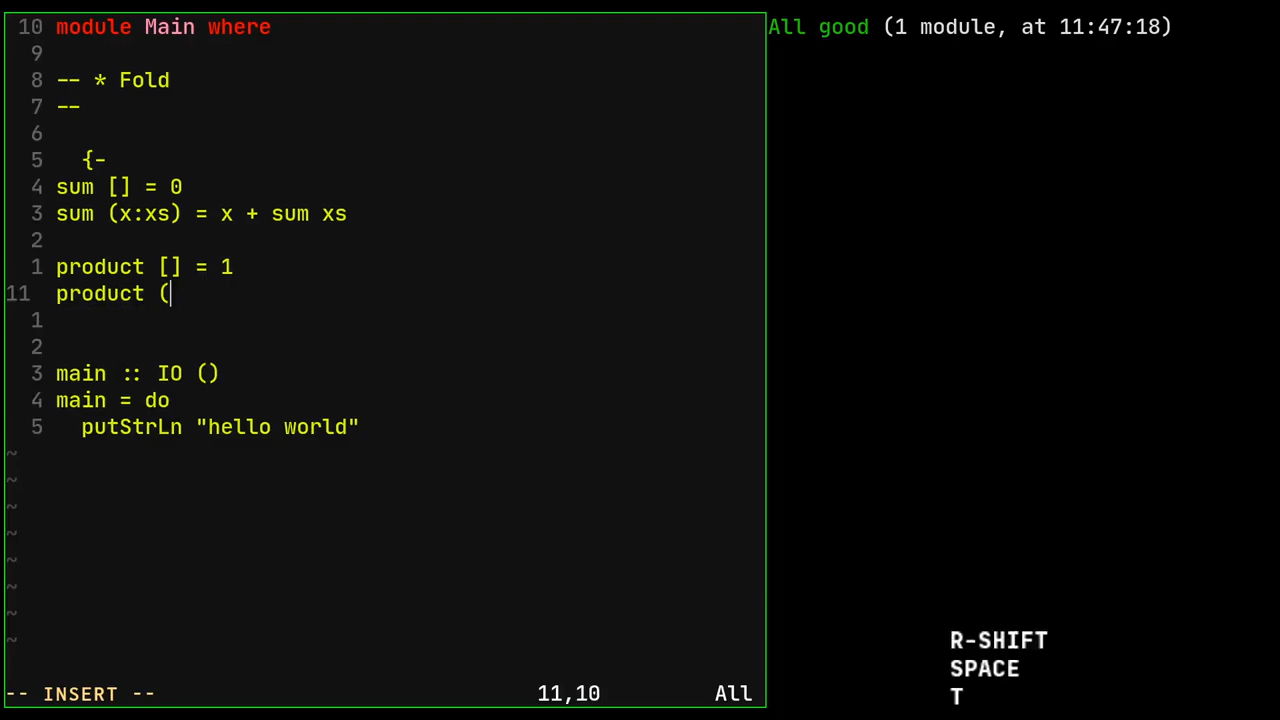 10 module Main where
9
8 -- * Fold
7 --
6
5 {-
4 sum [] = 0
3 sum (x:xs) = x + sum xs
2
1 product [] = 1
11 product (
1
2
3 main :: IO ()
4 main = do
5 putStrLn "hello world"
~
~
~
~
~
~
~
~
-- INSERT -- 11,10 All
All good (1 module, at 11:47:18)
R-SHIFT
SPACE
T